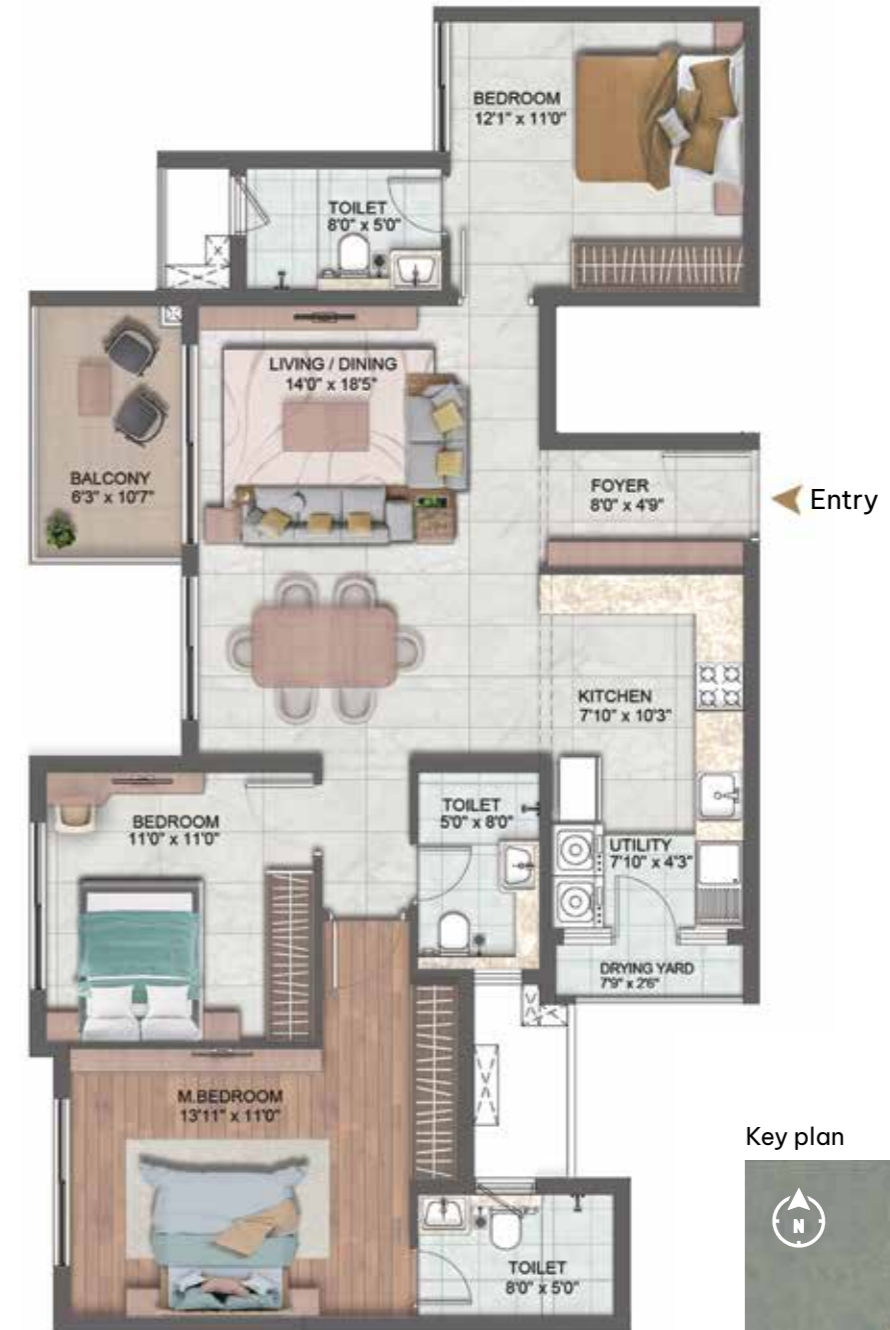 BEDROOM
12'1" x 11'0"
TOILET
8'0" x 5'0"
LIVING / DINING
14'0" x 18'5"
BALCONY
6'3" x 10'7"
FOYER
8'0" x 4'9"
Entry
KITCHEN
7'10" x 10'3"
BEDROOM
11'0" x 11'0"
TOILET
5'0" x 8'0"
UTILITY
7'10" x 4'3"
DRYING YARD
7'9" x 2'6"
M.BEDROOM
13'11" x 11'0"
Key plan
N
TOILET
8'0" x 5'0"